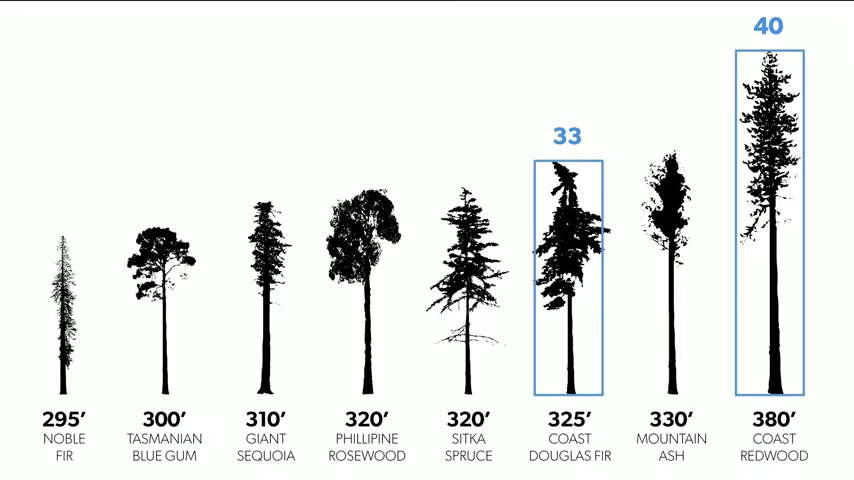 40
33
295’
NOBLE
FIR
300’
TASMANIAN
BLUE GUM
310’
GIANT
SEQUOIA
320’
PHILLIPINE
ROSEWOOD
320’
SITKA
SPRUCE
325’
COAST
DOUGLAS FIR
330’
MOUNTAIN
ASH
380’
COAST
REDWOOD